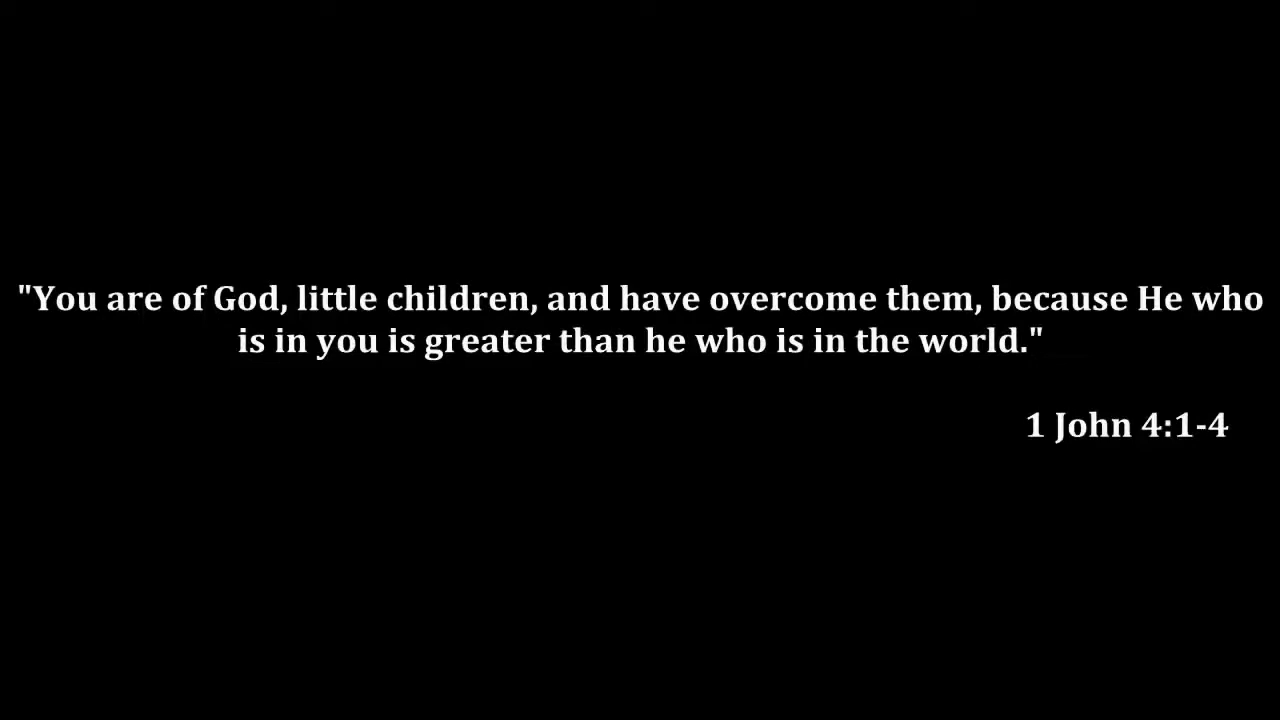 "You are of God, little children, and have overcome them, because He who
is in you is greater than he who is in the world."
1 John 4:1-4